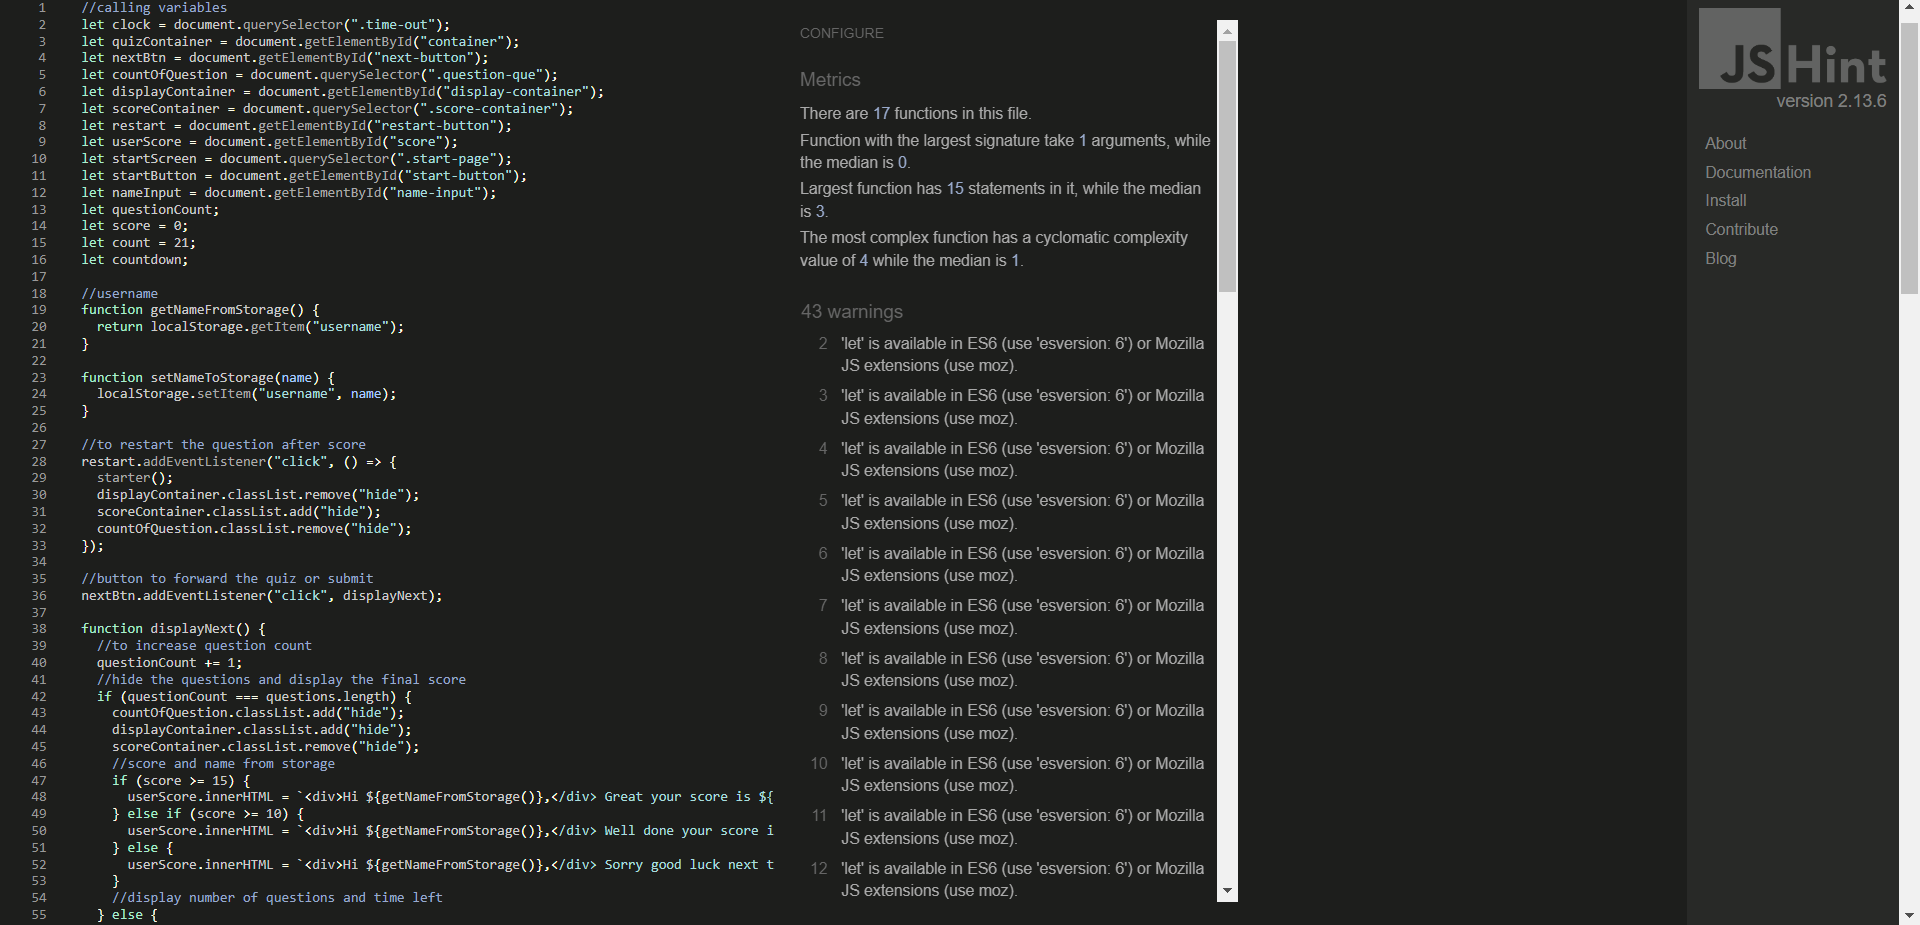 1 //calling variables
2 let clock = document.querySelector(".time-out");
3 let quizContainer = document.getElementById("container");
4 let nextBtn = document.getElementById("next-button");
5 let countOfQuestion = document.querySelector(".question-que");
6 let displayContainer = document.getElementById("display-container");
7 let scoreContainer = document.querySelector(".score-container");
8 let restart = document.getElementById("restart-button");
9 let userScore = document.getElementById("score");
10 let startScreen = document.querySelector(".start-page");
11 let startButton = document.getElementById("start-button");
12 let nameInput = document.getElementById("name-input");
13 let questionCount;
14 let score = 0;
15 let count = 21;
16 let countdown;
17
18 //username
19 function getNameFromStorage() {
20 return localStorage.getItem("username");
21 }
22
23 function setNameToStorage(name) {
24 localStorage.setItem("username", name);
25 }
26
27 //to restart the question after score
28 restart.addEventListener("click", () => {
29 starter();
30 displayContainer.classList.remove("hide");
31 scoreContainer.classList.add("hide");
32 countOfQuestion.classList.remove("hide");
33 });
34
35 //button to forward the quiz or submit
36 nextBtn.addEventListener("click", displayNext);
37
38 function displayNext() {
39 //to increase question count
40 questionCount += 1;
41 //hide the questions and display the final score
42 if (questionCount === questions.length) {
43 countOfQuestion.classList.add("hide");
44 displayContainer.classList.add("hide");
45 scoreContainer.classList.remove("hide");
46 //score and name from storage
47 if (score >= 15) {
48 userScore.innerHTML = `<div>Hi ${getNameFromStorage()},</div> Great your score is ${
49 } else if (score >= 10) {
50 userScore.innerHTML = `<div>Hi ${getNameFromStorage()},</div> Well done your score i
51 } else {
52 userScore.innerHTML = `<div>Hi ${getNameFromStorage()},</div> Sorry good luck next t
53 }
54 //display number of questions and time left
55 } else {
CONFIGURE
Metrics
There are 17 functions in this file.
Function with the largest signature take 1 arguments, while
the median is 0.
Largest function has 15 statements in it, while the median
is 3.
The most complex function has a cyclomatic complexity
value of 4 while the median is 1.
43 warnings
2 'let' is available in ES6 (use 'esversion: 6') or Mozilla
JS extensions (use moz).
3 'let' is available in ES6 (use 'esversion: 6') or Mozilla
JS extensions (use moz).
4 'let' is available in ES6 (use 'esversion: 6') or Mozilla
JS extensions (use moz).
5 'let' is available in ES6 (use 'esversion: 6') or Mozilla
JS extensions (use moz).
6 'let' is available in ES6 (use 'esversion: 6') or Mozilla
JS extensions (use moz).
7 'let' is available in ES6 (use 'esversion: 6') or Mozilla
JS extensions (use moz).
8 'let' is available in ES6 (use 'esversion: 6') or Mozilla
JS extensions (use moz).
9 'let' is available in ES6 (use 'esversion: 6') or Mozilla
JS extensions (use moz).
10 'let' is available in ES6 (use 'esversion: 6') or Mozilla
JS extensions (use moz).
11 'let' is available in ES6 (use 'esversion: 6') or Mozilla
JS extensions (use moz).
12 'let' is available in ES6 (use 'esversion: 6') or Mozilla
JS extensions (use moz).
JSHint
version 2.13.6
About
Documentation
Install
Contribute
Blog